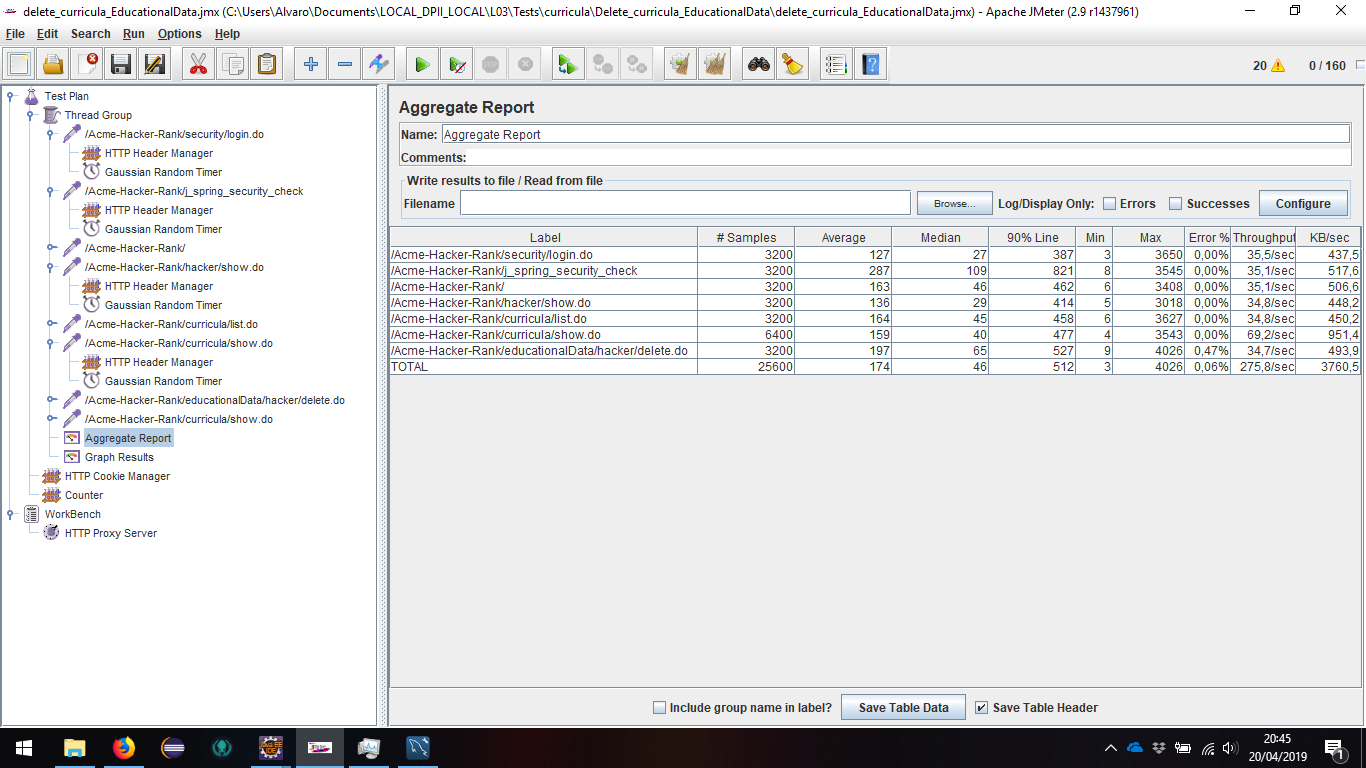 delete_curricula_EducationalData.jmx (C:\Users\Alvaro\Documents\LOCAL_DPII_LOCAL\L03\Tests\curricula\Delete_curricula_EducationalData\delete_curricula_EducationalData.jmx) - Apache JMeter (2.9 r1437961)
File Edit Search Run Options Help
20 0 / 160
Test Plan
Thread Group
/Acme-Hacker-Rank/security/login.do
HTTP Header Manager
Gaussian Random Timer
/Acme-Hacker-Rank/j_spring_security_check
HTTP Header Manager
Gaussian Random Timer
/Acme-Hacker-Rank/
/Acme-Hacker-Rank/hacker/show.do
HTTP Header Manager
Gaussian Random Timer
/Acme-Hacker-Rank/curricula/list.do
/Acme-Hacker-Rank/curricula/show.do
HTTP Header Manager
Gaussian Random Timer
/Acme-Hacker-Rank/educationalData/hacker/delete.do
/Acme-Hacker-Rank/curricula/show.do
Aggregate Report
Graph Results
HTTP Cookie Manager
Counter
WorkBench
HTTP Proxy Server
Aggregate Report
Name: Aggregate Report
Comments:
Write results to file / Read from file
Filename Browse... Log/Display Only: Errors Successes Configure
Label # Samples Average Median 90% Line Min Max Error % Throughput KB/sec
/Acme-Hacker-Rank/security/login.do 3200 127 27 387 3 3650 0,00% 35,5/sec 437,5
/Acme-Hacker-Rank/j_spring_security_check 3200 287 109 821 8 3545 0,00% 35,1/sec 517,6
/Acme-Hacker-Rank/ 3200 163 46 462 6 3408 0,00% 35,1/sec 506,6
/Acme-Hacker-Rank/hacker/show.do 3200 136 29 414 5 3018 0,00% 34,8/sec 448,2
/Acme-Hacker-Rank/curricula/list.do 3200 164 45 458 6 3627 0,00% 34,8/sec 450,2
/Acme-Hacker-Rank/curricula/show.do 6400 159 40 477 4 3543 0,00% 69,2/sec 951,4
/Acme-Hacker-Rank/educationalData/hacker/delete.do 3200 197 65 527 9 4026 0,47% 34,7/sec 493,9
TOTAL 25600 174 46 512 3 4026 0,06% 275,8/sec 3760,5
Include group name in label? Save Table Data Save Table Header
20:45
20/04/2019
1